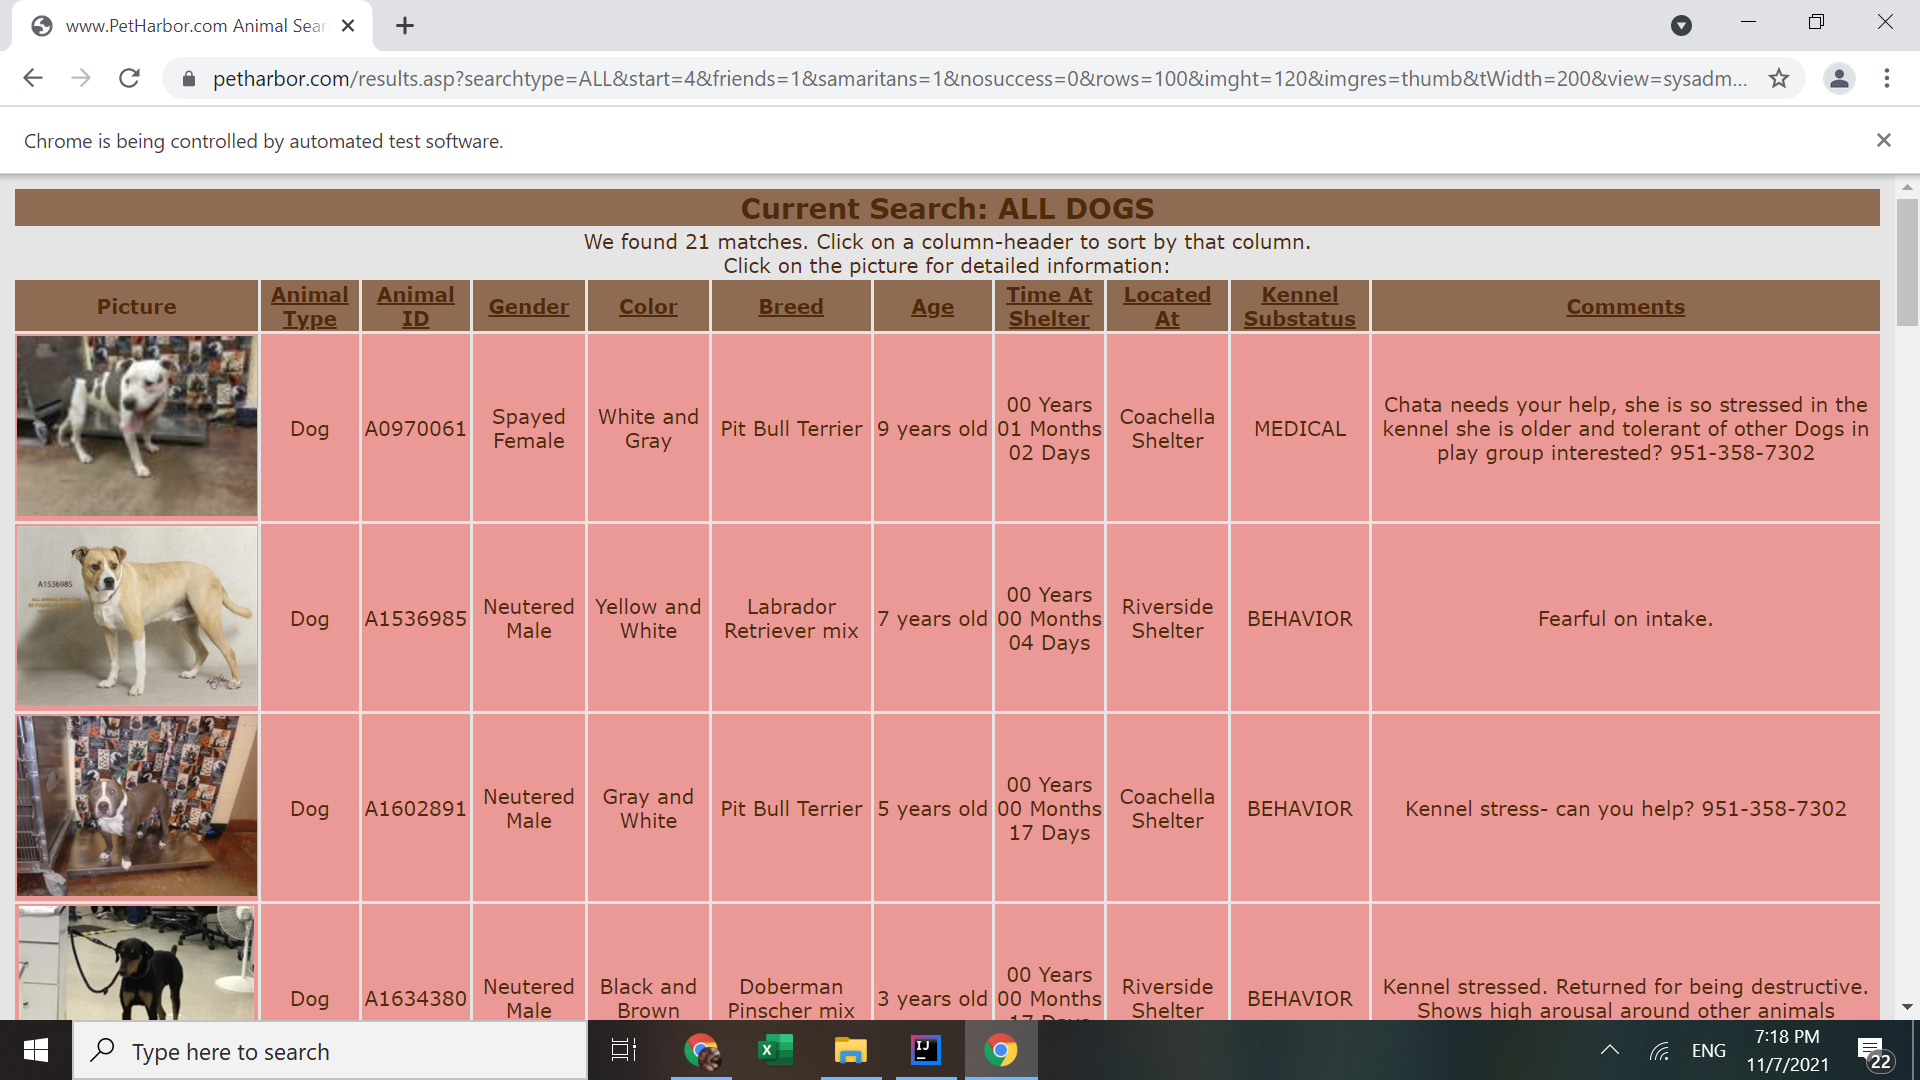 www.PetHarbor.com Animal Sear
petharbor.com/results.asp?searchtype=ALL&start=4&friends=1&samaritans=1&nosuccess=0&rows=100&imght=120&imgres=thumb&tWidth=200&view=sysadm...
Chrome is being controlled by automated test software.
Current Search: ALL DOGS
We found 21 matches. Click on a column-header to sort by that column.
Click on the picture for detailed information:
Picture
Animal
Type
Animal
ID
Gender
Color
Breed
Age
Time At
Shelter
Located
At
Kennel
Substatus
Comments
Dog
A0970061
Spayed
Female
White and
Gray
Pit Bull Terrier
9 years old
00 Years
01 Months
02 Days
Coachella
Shelter
MEDICAL
Chata needs your help, she is so stressed in the
kennel she is older and tolerant of other Dogs in
play group interested? 951-358-7302
A1536985
Dog
A1536985
Neutered
Male
Yellow and
White
Labrador
Retriever mix
7 years old
00 Years
00 Months
04 Days
Riverside
Shelter
BEHAVIOR
Fearful on intake.
Dog
A1602891
Neutered
Male
Gray and
White
Pit Bull Terrier
5 years old
00 Years
00 Months
17 Days
Coachella
Shelter
BEHAVIOR
Kennel stress- can you help? 951-358-7302
Dog
A1634380
Neutered
Male
Black and
Brown
Doberman
Pinscher mix
3 years old
00 Years
00 Months
17 Days
Riverside
Shelter
BEHAVIOR
Kennel stressed. Returned for being destructive.
Shows high arousal around other animals
Type here to search
IJ
ENG
7:18 PM
11/7/2021
22